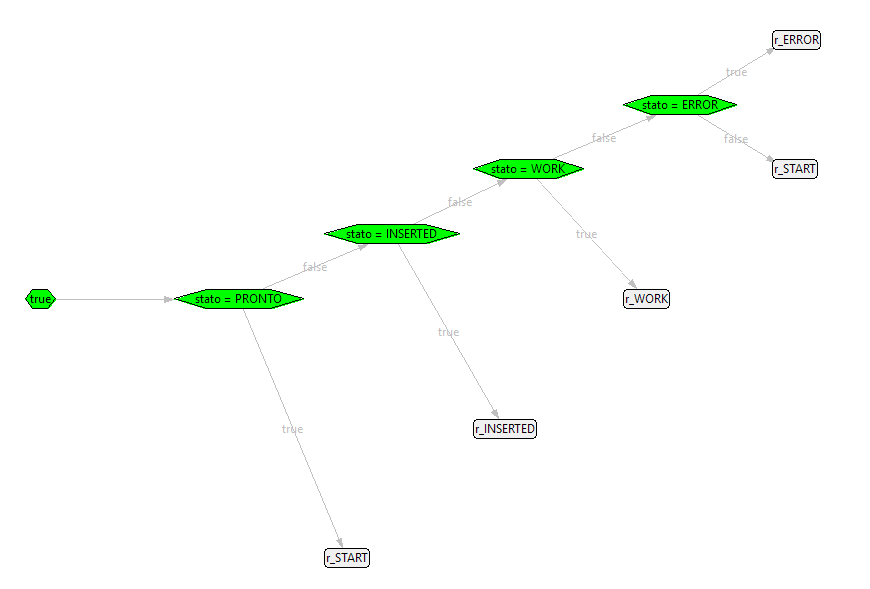 r_ERROR
true
stato = ERROR
false
false
stato = WORK
r_START
false
stato = INSERTED
true
false
true
stato = PRONTO
r_WORK
true
r_INSERTED
true
r_START